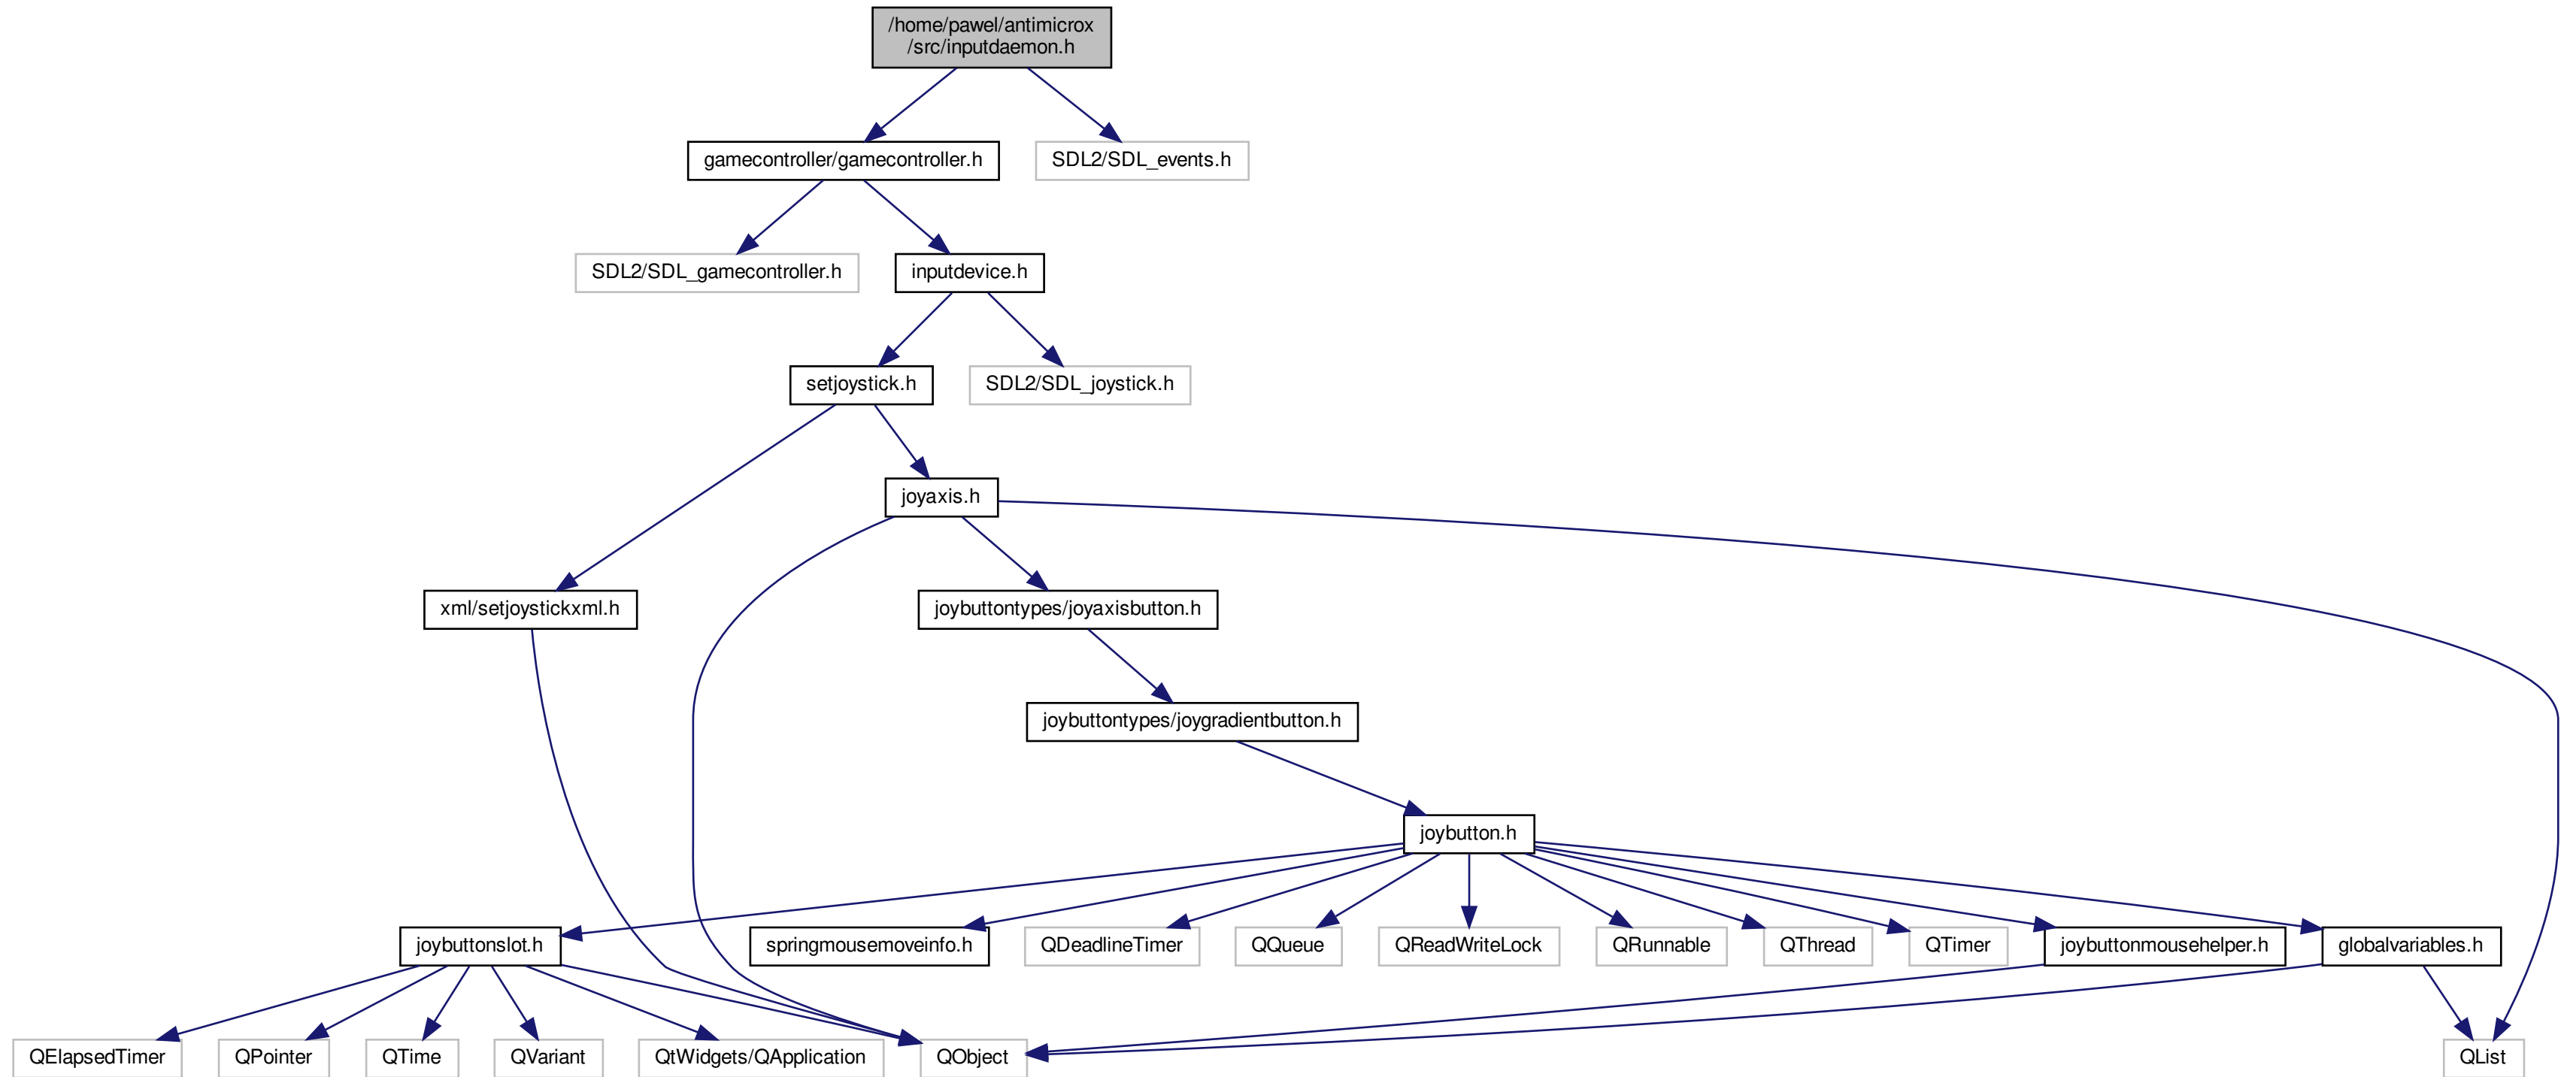 /home/pawel/antimicrox
/src/inputdaemon.h
gamecontroller/gamecontroller.h
SDL2/SDL_events.h
SDL2/SDL_gamecontroller.h
inputdevice.h
setjoystick.h
SDL2/SDL_joystick.h
joyaxis.h
xml/setjoystickxml.h
joybuttontypes/joyaxisbutton.h
joybuttontypes/joygradientbutton.h
joybutton.h
joybuttonslot.h
springmousemoveinfo.h
QDeadlineTimer
QQueue
QReadWriteLock
QRunnable
QThread
QTimer
joybuttonmousehelper.h
globalvariables.h
QElapsedTimer
QPointer
QTime
QVariant
QtWidgets/QApplication
QObject
QList